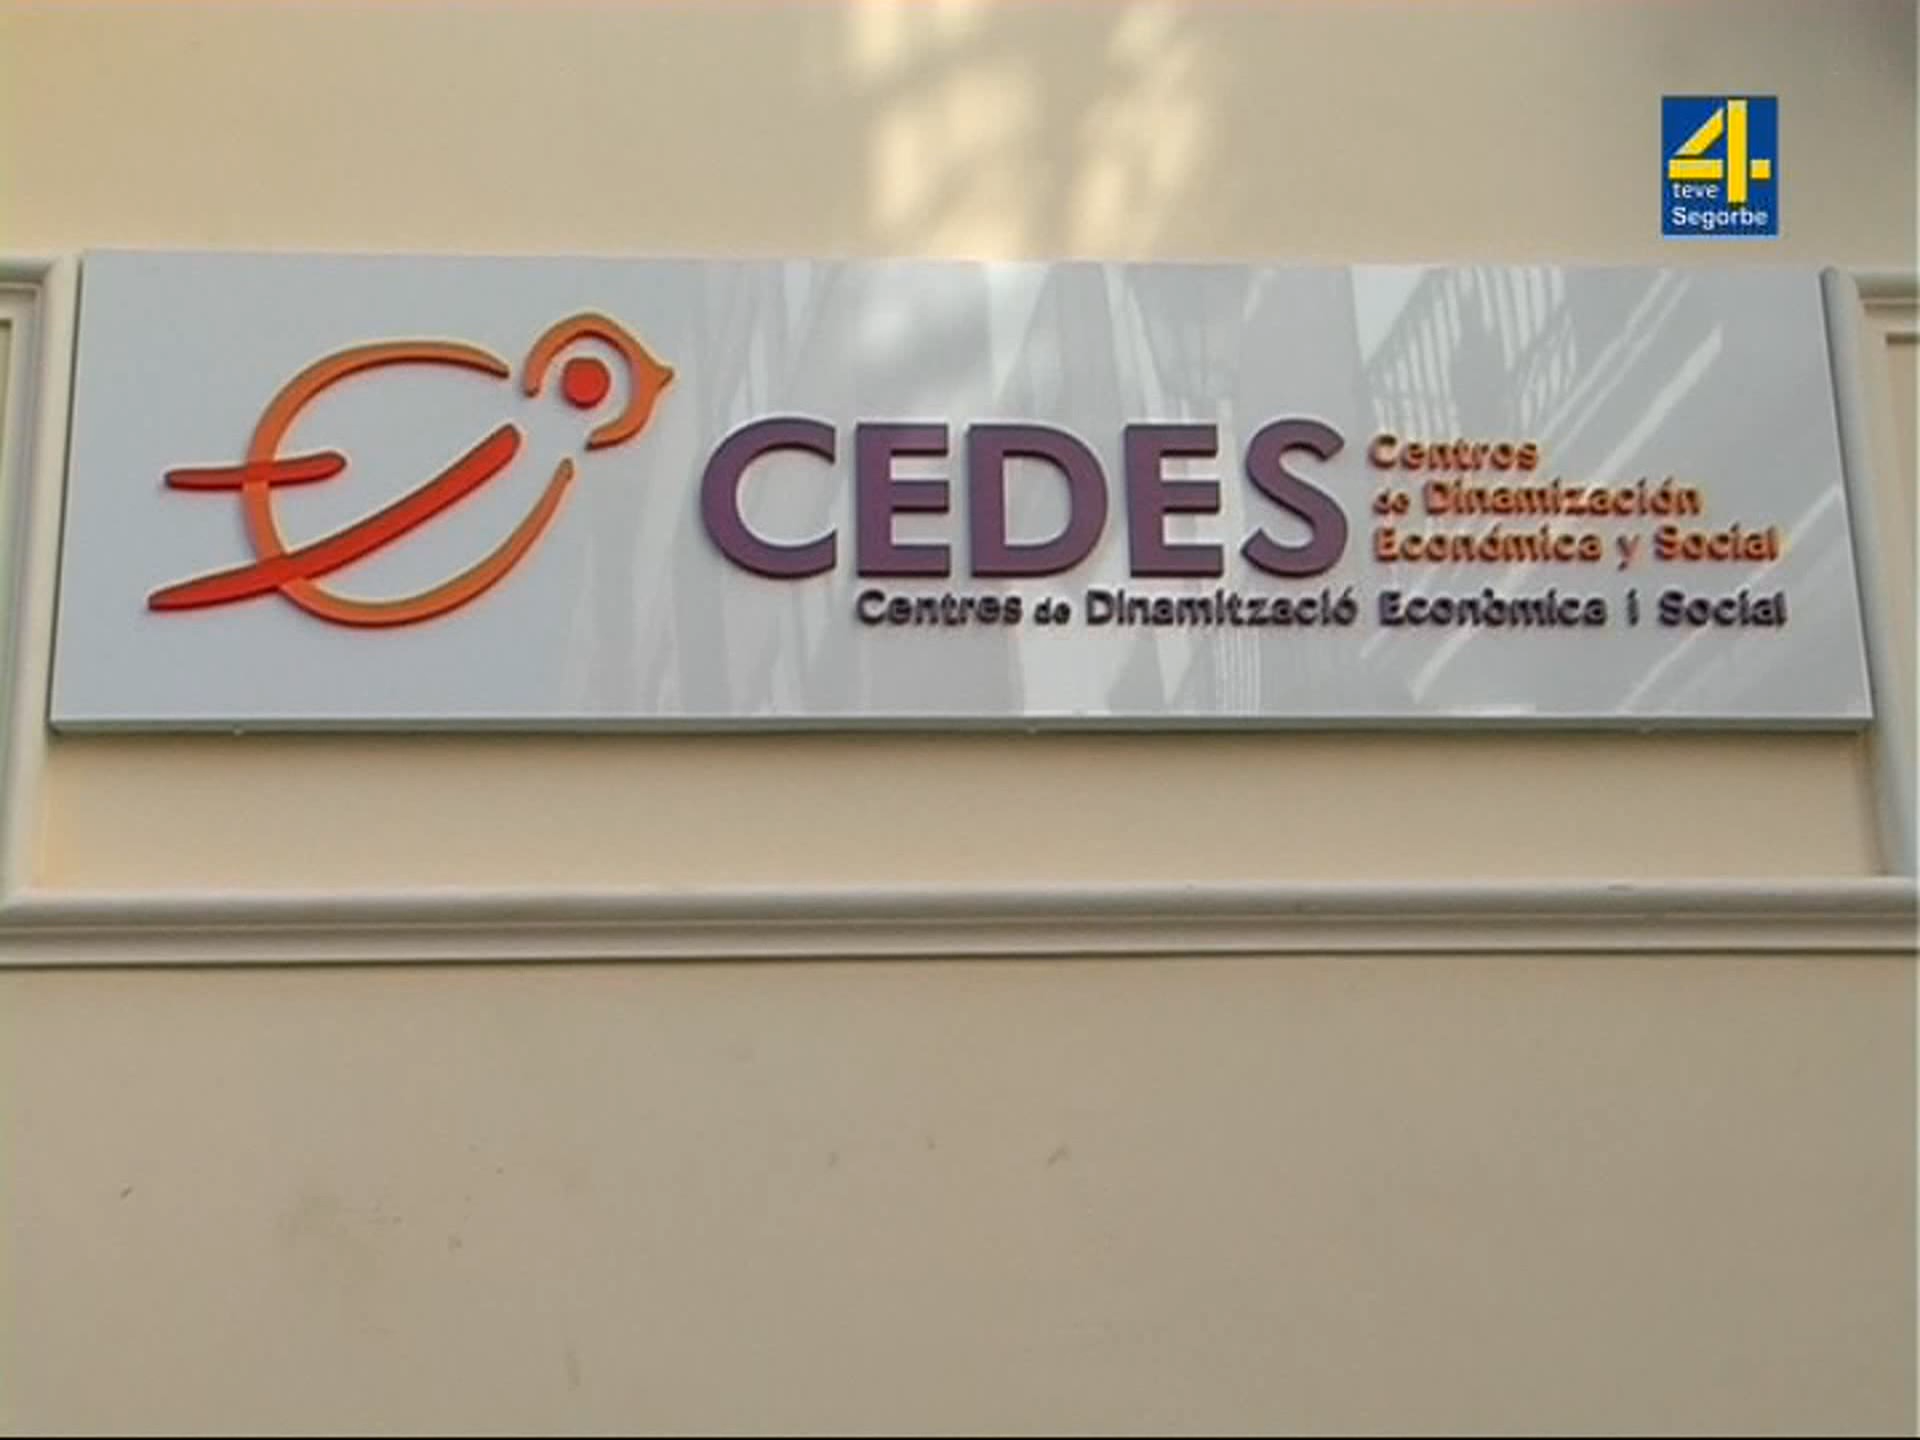 4
teve
Segorbe
CEDES
Centros
de Dinamización
Económica y Social
Centres de Dinamització Econòmica i Social